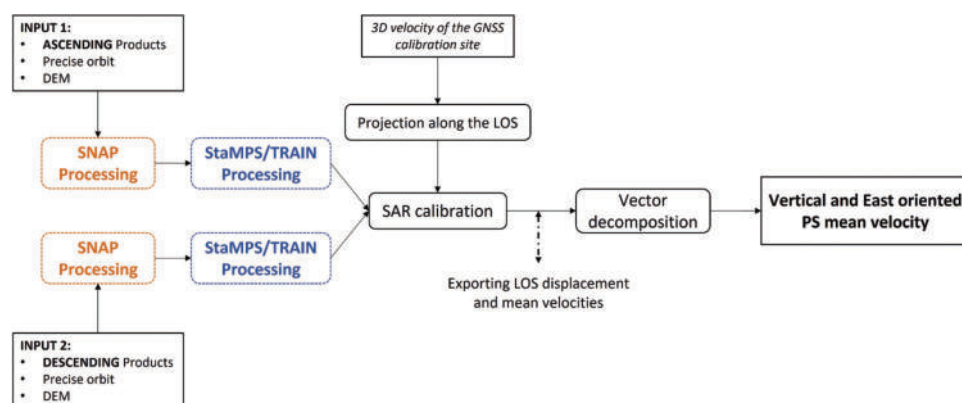 INPUT 1:
• ASCENDING Products
• Precise orbit
• DEM
3D velocity of the GNSS
calibration site
Projection along the LOS
SNAP
Processing
StaMPS/TRAIN
Processing
SAR calibration
Vector
decomposition
Vertical and East oriented
PS mean velocity
SNAP
Processing
StaMPS/TRAIN
Processing
Exporting LOS displacement
and mean velocities
INPUT 2:
• DESCENDING Products
• Precise orbit
• DEM